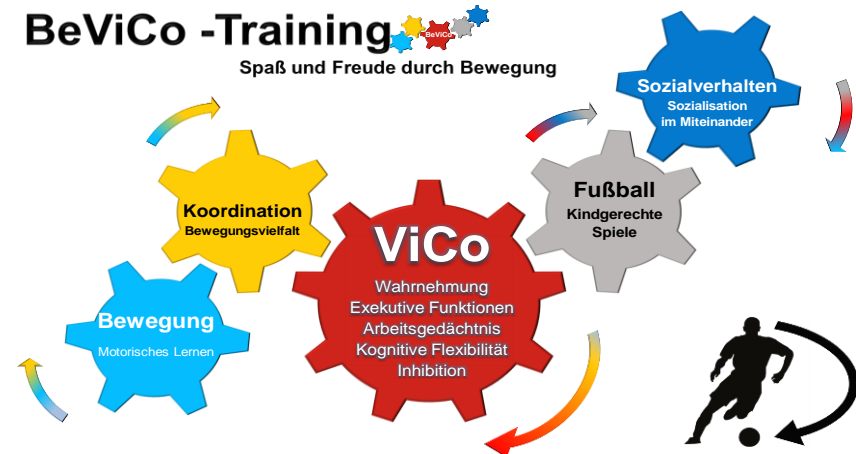 BeViCo -Training
BeViCo
Spaß und Freude durch Bewegung
Sozialverhalten
Sozialisation
im Miteinander
Fußball
Kindgerechte
Spiele
Koordination
Bewegungsvielfalt
ViCo
Wahrnehmung
Exekutive Funktionen
Arbeitsgedächtnis
Kognitive Flexibilität
Inhibition
Bewegung
Motorisches Lernen